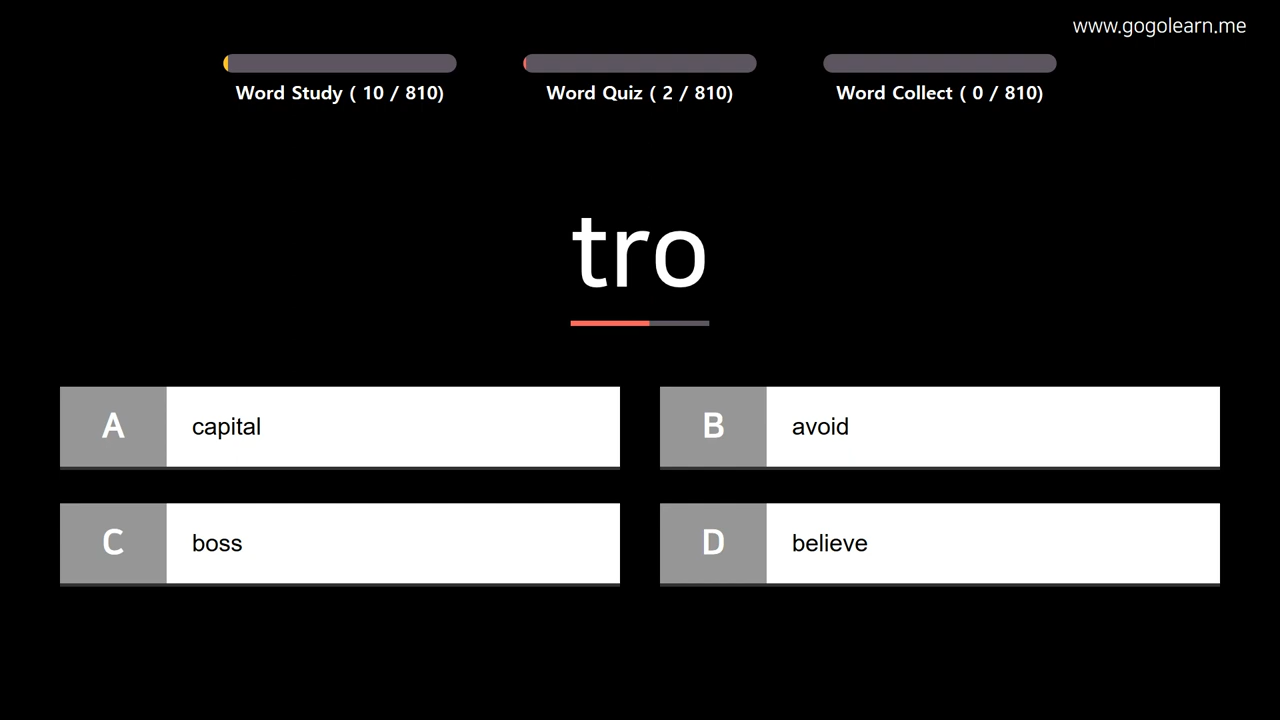 www.gogolearn.me
Word Study ( 10 / 810)
Word Quiz ( 2 / 810)
Word Collect ( 0 / 810)
tro
A capital
B avoid
C boss
D believe